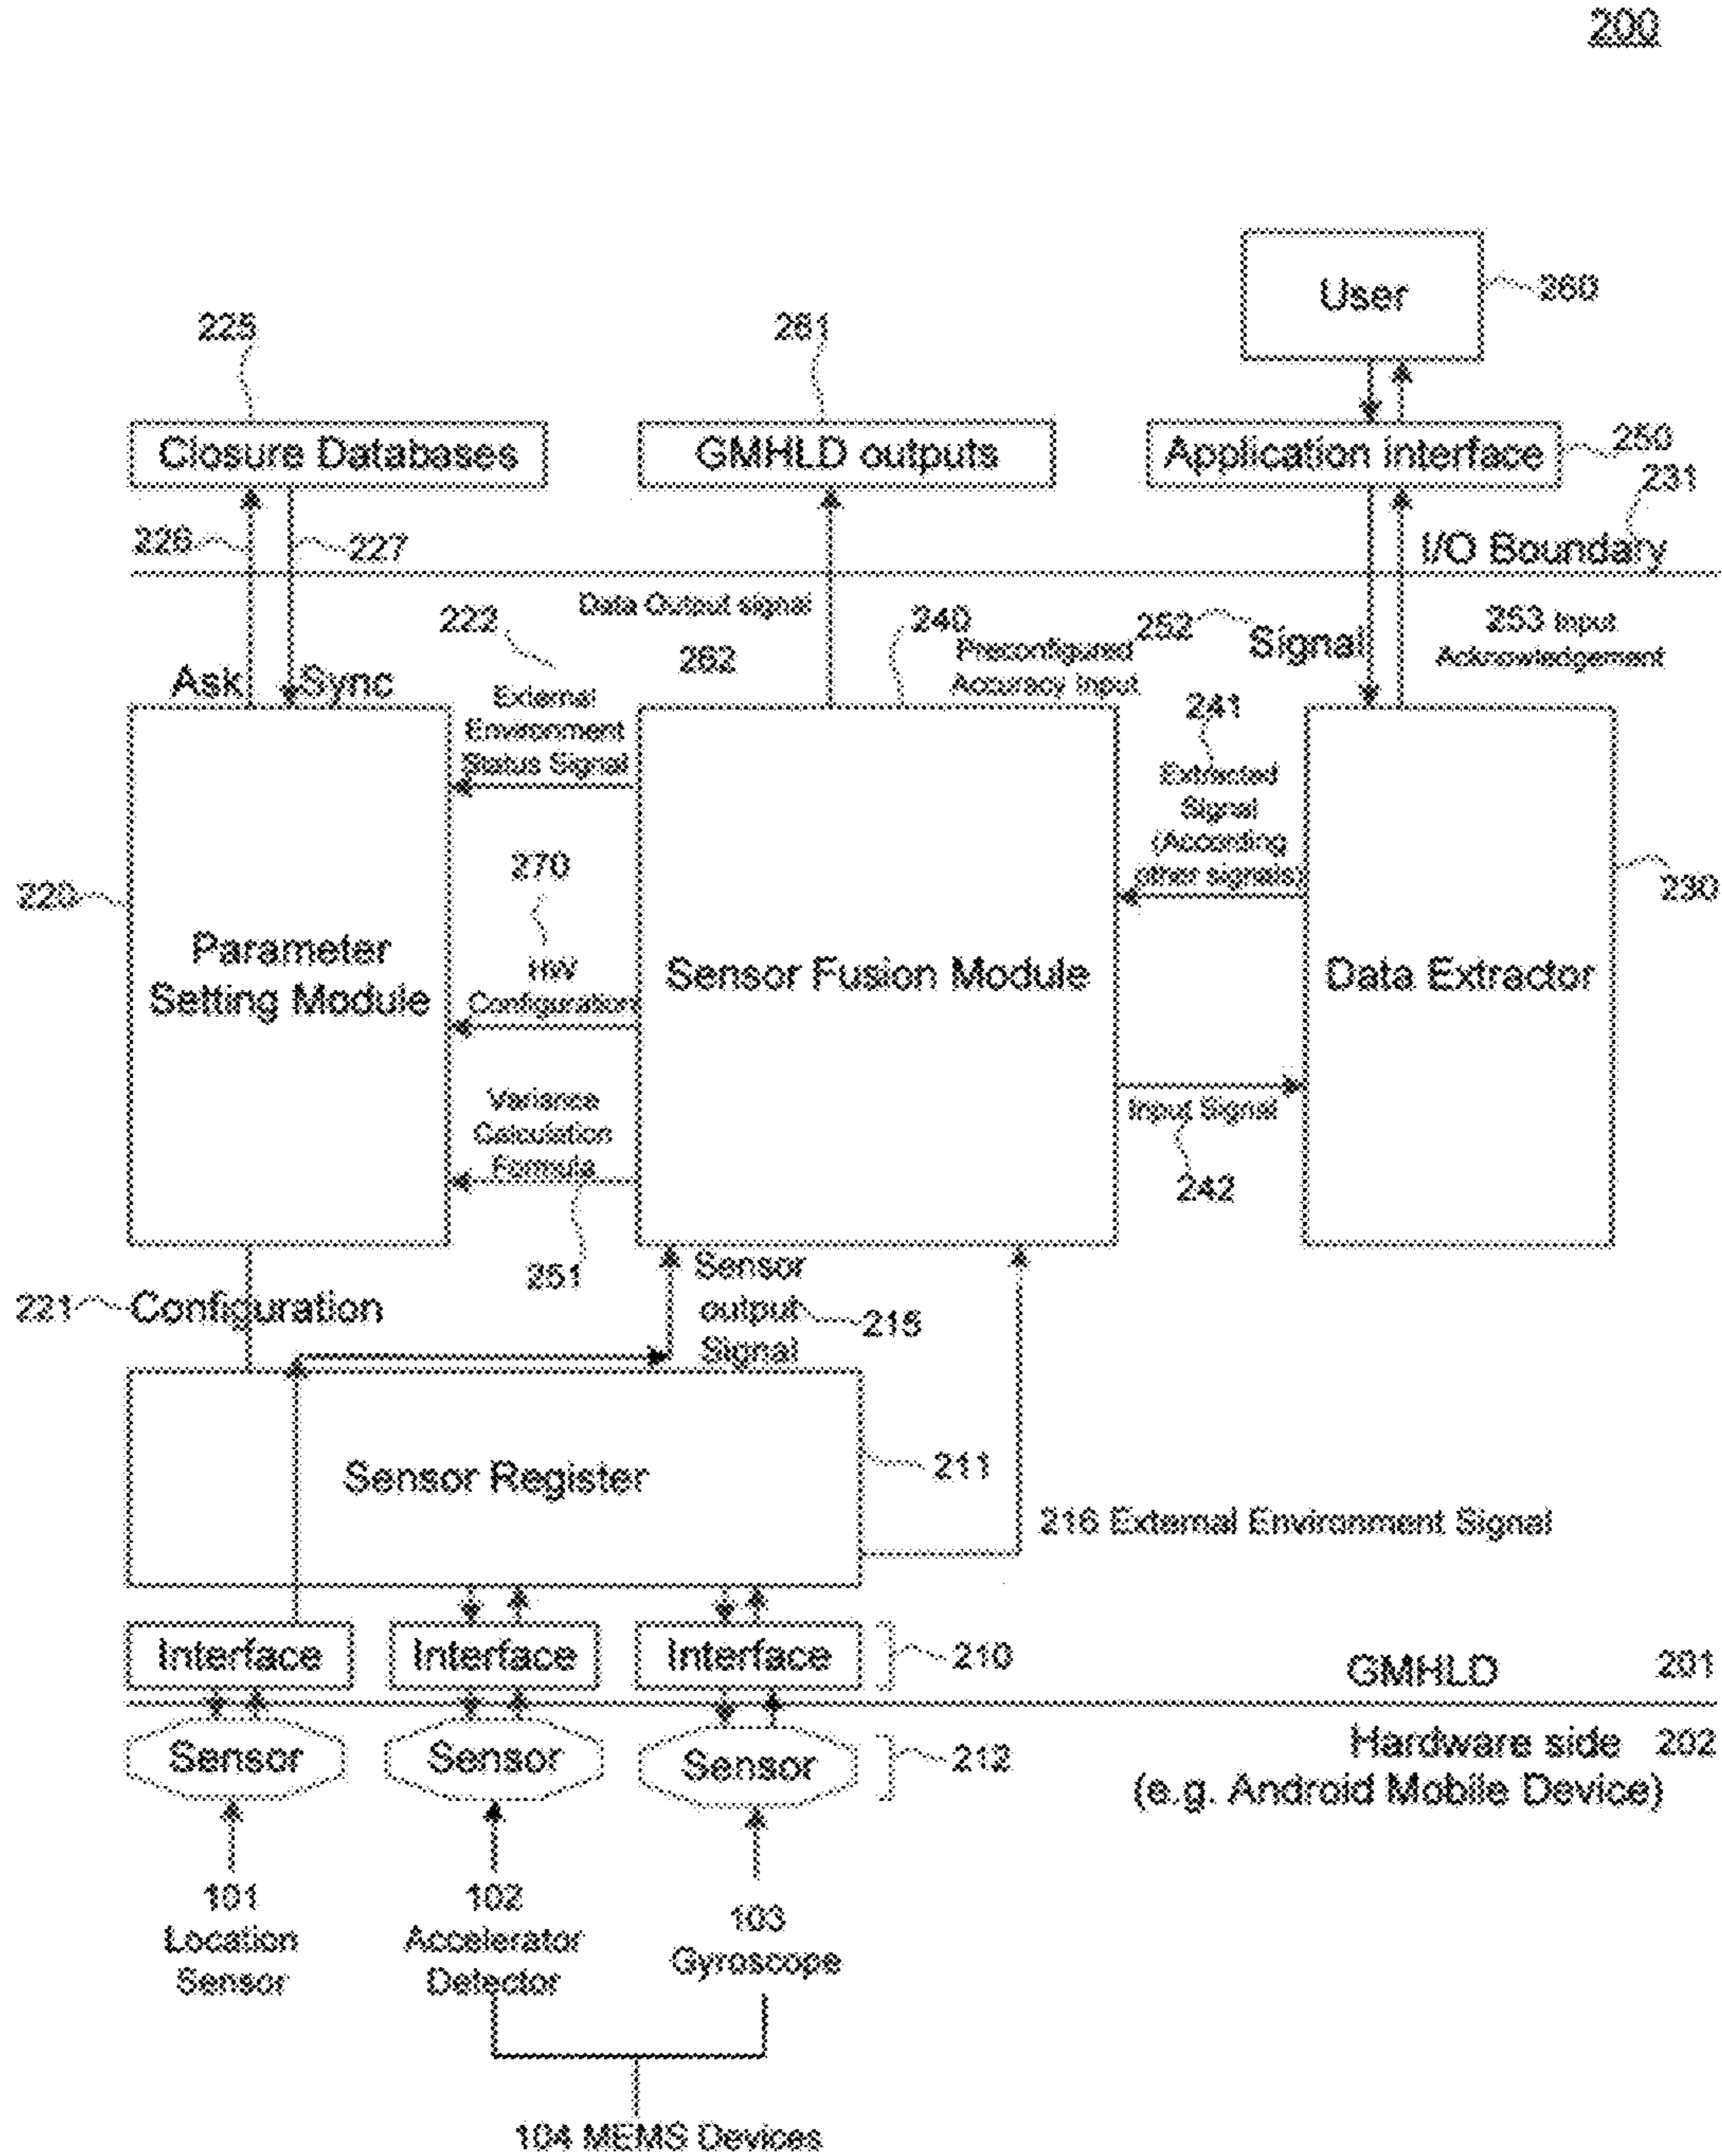 200
User
260
225
261
Closure Databases
GMHLD outputs
Application interface
250
231
226
227
I/O Boundary
Data Output signal
262
222
240
Preconfigured
Accuracy Input
252
Signal
253 Input
Acknowledgement
Ask
Sync
External
Environment
Status Signal
241
Extracted
Signal
(According
other signals)
220
270
230
Parameter
Setting Module
HW
Configuration
Sensor Fusion Module
Data Extractor
Variance
Calculation
Formula
Input Signal
242
251
Sensor
output
Signal
215
221
Configuration
Sensor Register
211
216 External Environment Signal
Interface
Interface
Interface
210
GMHLD 201
Sensor
Sensor
Sensor
212
Hardware side 202
(e.g. Android Mobile Device)
101
Location
Sensor
102
Accelerator
Detector
103
Gyroscope
104 MEMS Devices